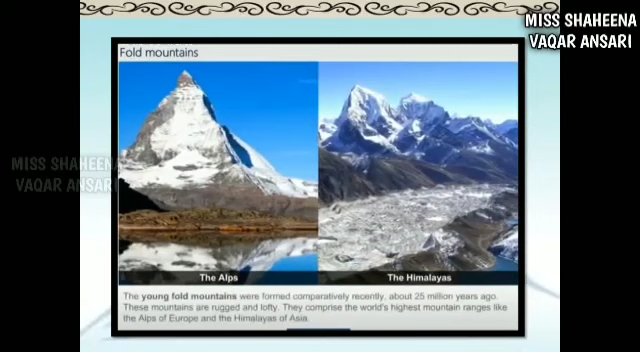 MISS SHAHEENA
VAQAR ANSARI
Fold mountains
MISS SHAHEENA
VAQAR ANSARI
The Alps
The Himalayas
The young fold mountains were formed comparatively recently, about 25 million years ago.
These mountains are rugged and lofty. They comprise the world's highest mountain ranges like
the Alps of Europe and the Himalayas of Asia.